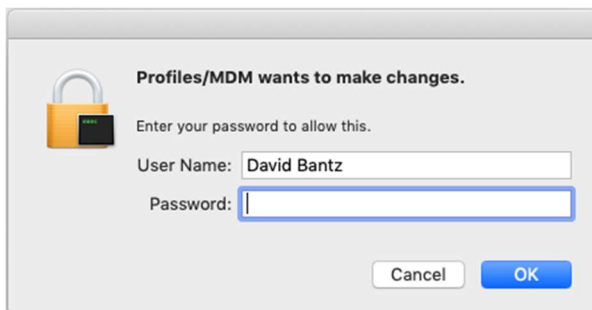 Profiles/MDM wants to make changes.
Enter your password to allow this.
User Name: David Bantz
Password:
Cancel OK